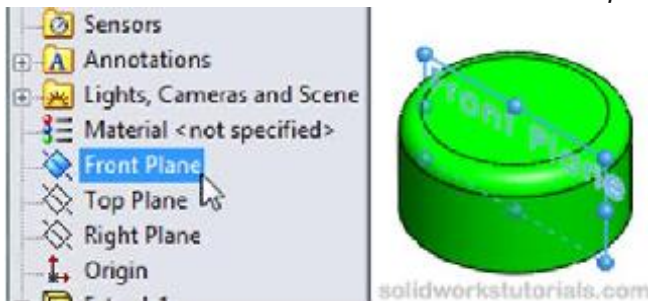 Sensors
A Annotations
Lights, Cameras and Scene
Material <not specified>
Front Plane
Top Plane
Right Plane
Origin
Front Plane
solidworkstutorials.com